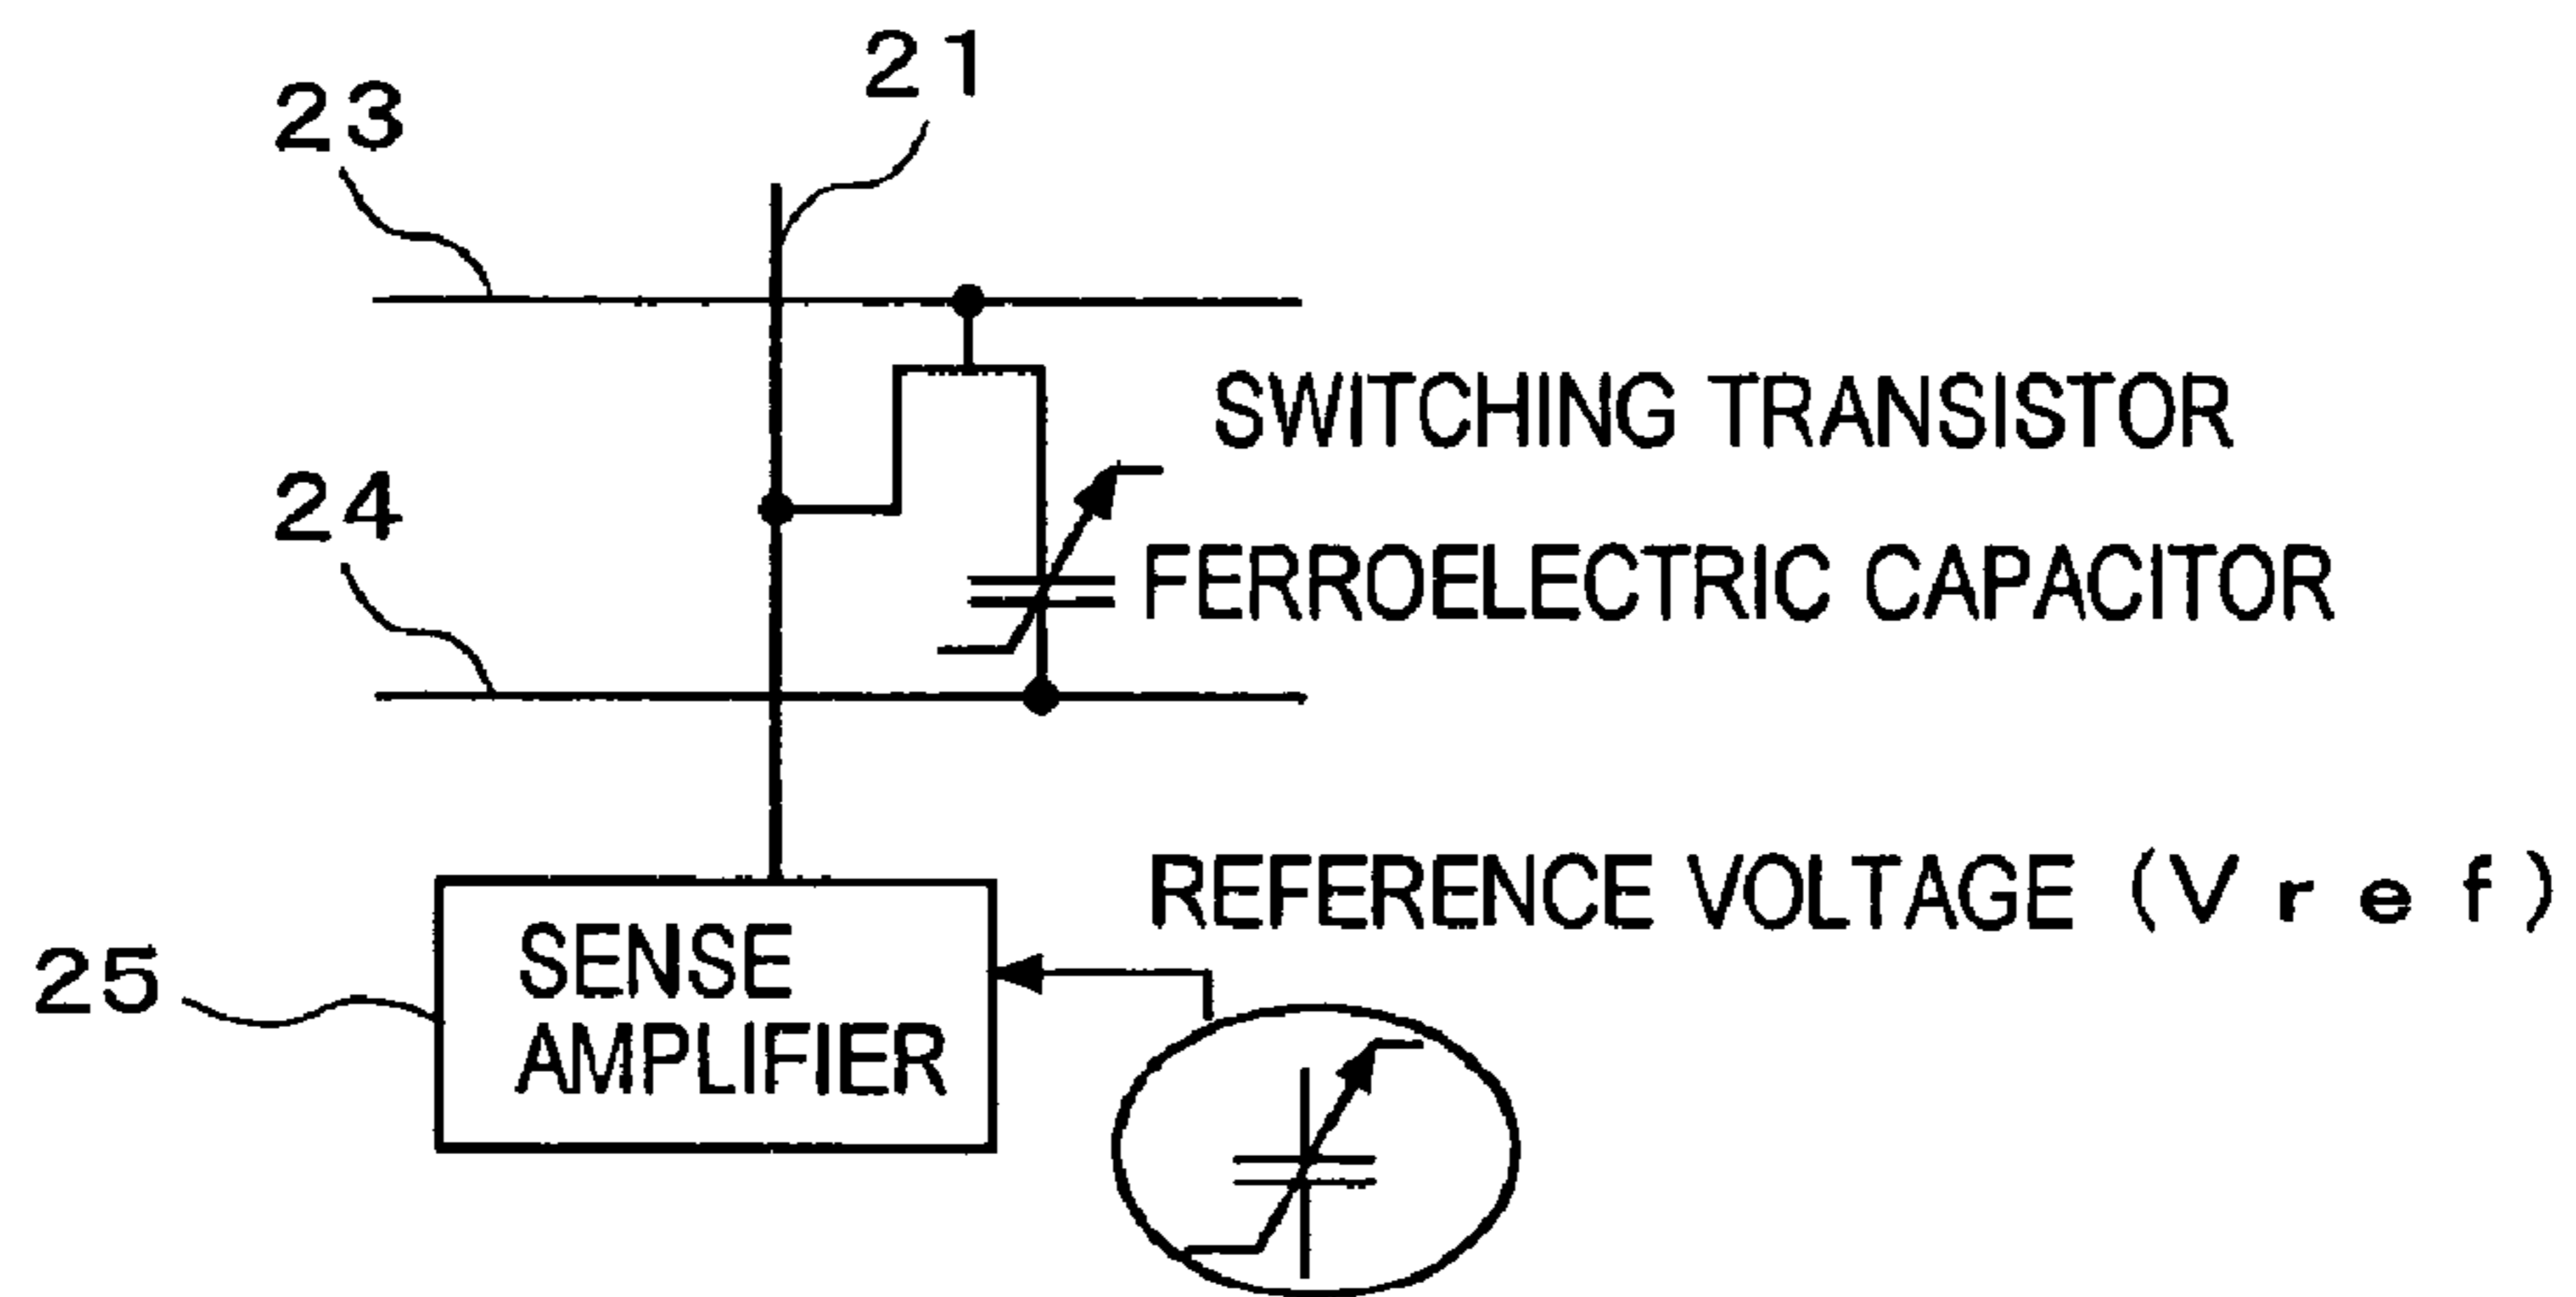 21
23
SWITCHING TRANSISTOR
24
FERROELECTRIC CAPACITOR
REFERENCE VOLTAGE (Vref)
25
SENSE
AMPLIFIER